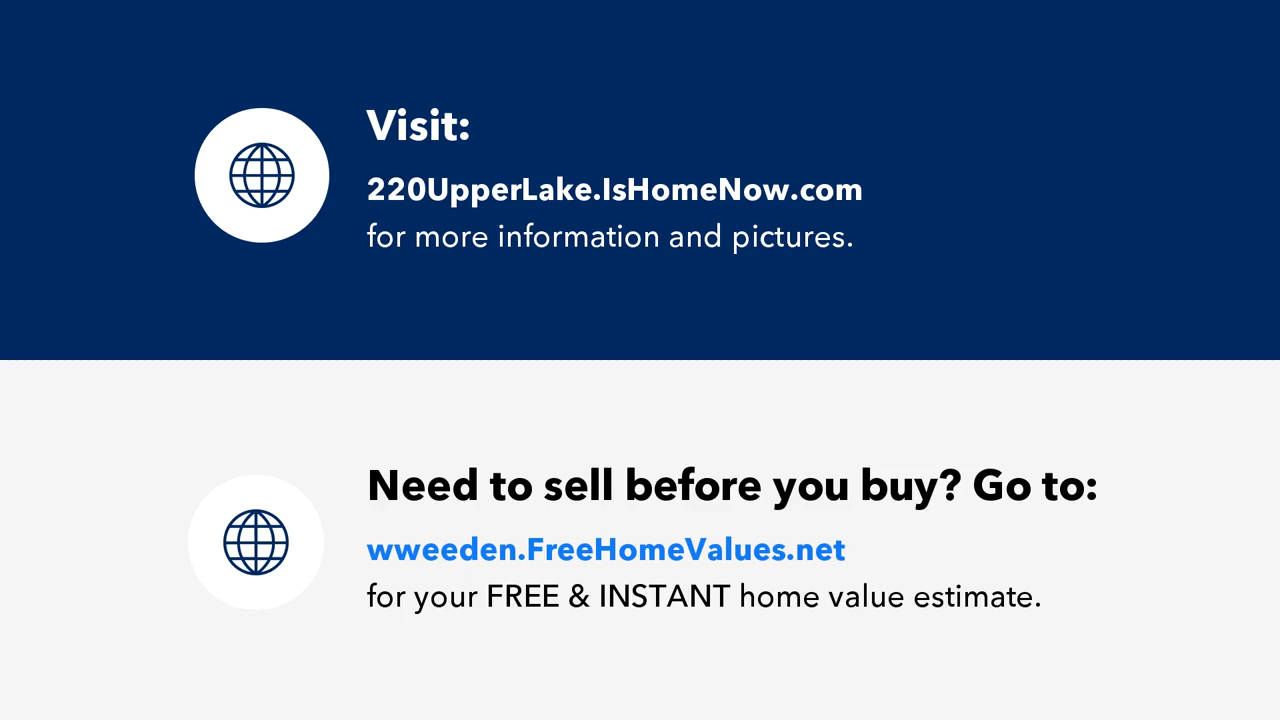 Visit:
220UpperLake.IsHomeNow.com
for more information and pictures.
Need to sell before you buy? Go to:
wweeden.FreeHomeValues.net
for your FREE & INSTANT home value estimate.